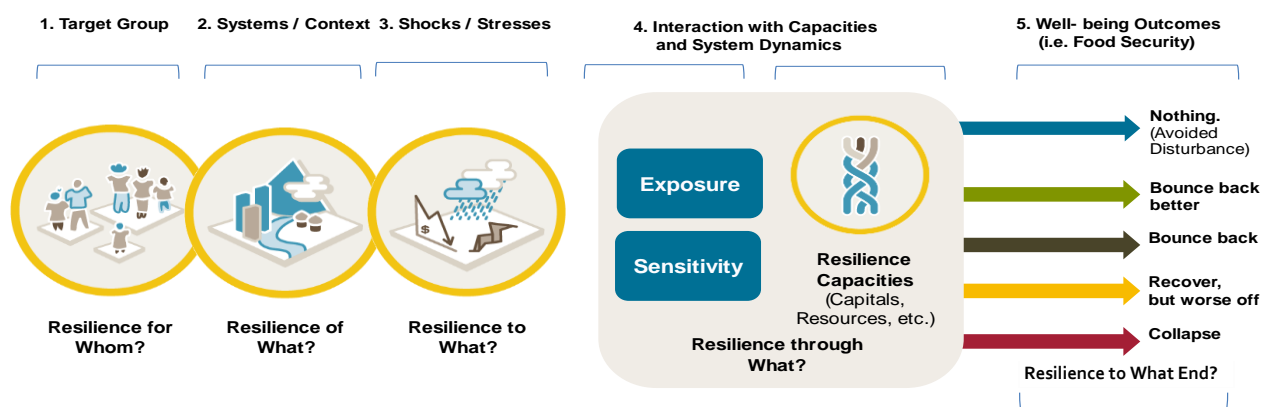 1. Target Group
2. Systems / Context
3. Shocks / Stresses
4. Interaction with Capacities
and System Dynamics
5. Well- being Outcomes
(i.e. Food Security)
$
Resilience for
Whom?
Resilience of
What?
Resilience to
What?
Exposure
Sensitivity
Resilience
Capacities
(Capitals,
Resources, etc.)
Resilience through
What?
Nothing.
(Avoided
Disturbance)
Bounce back
better
Bounce back
Recover,
but worse off
Collapse
Resilience to What End?